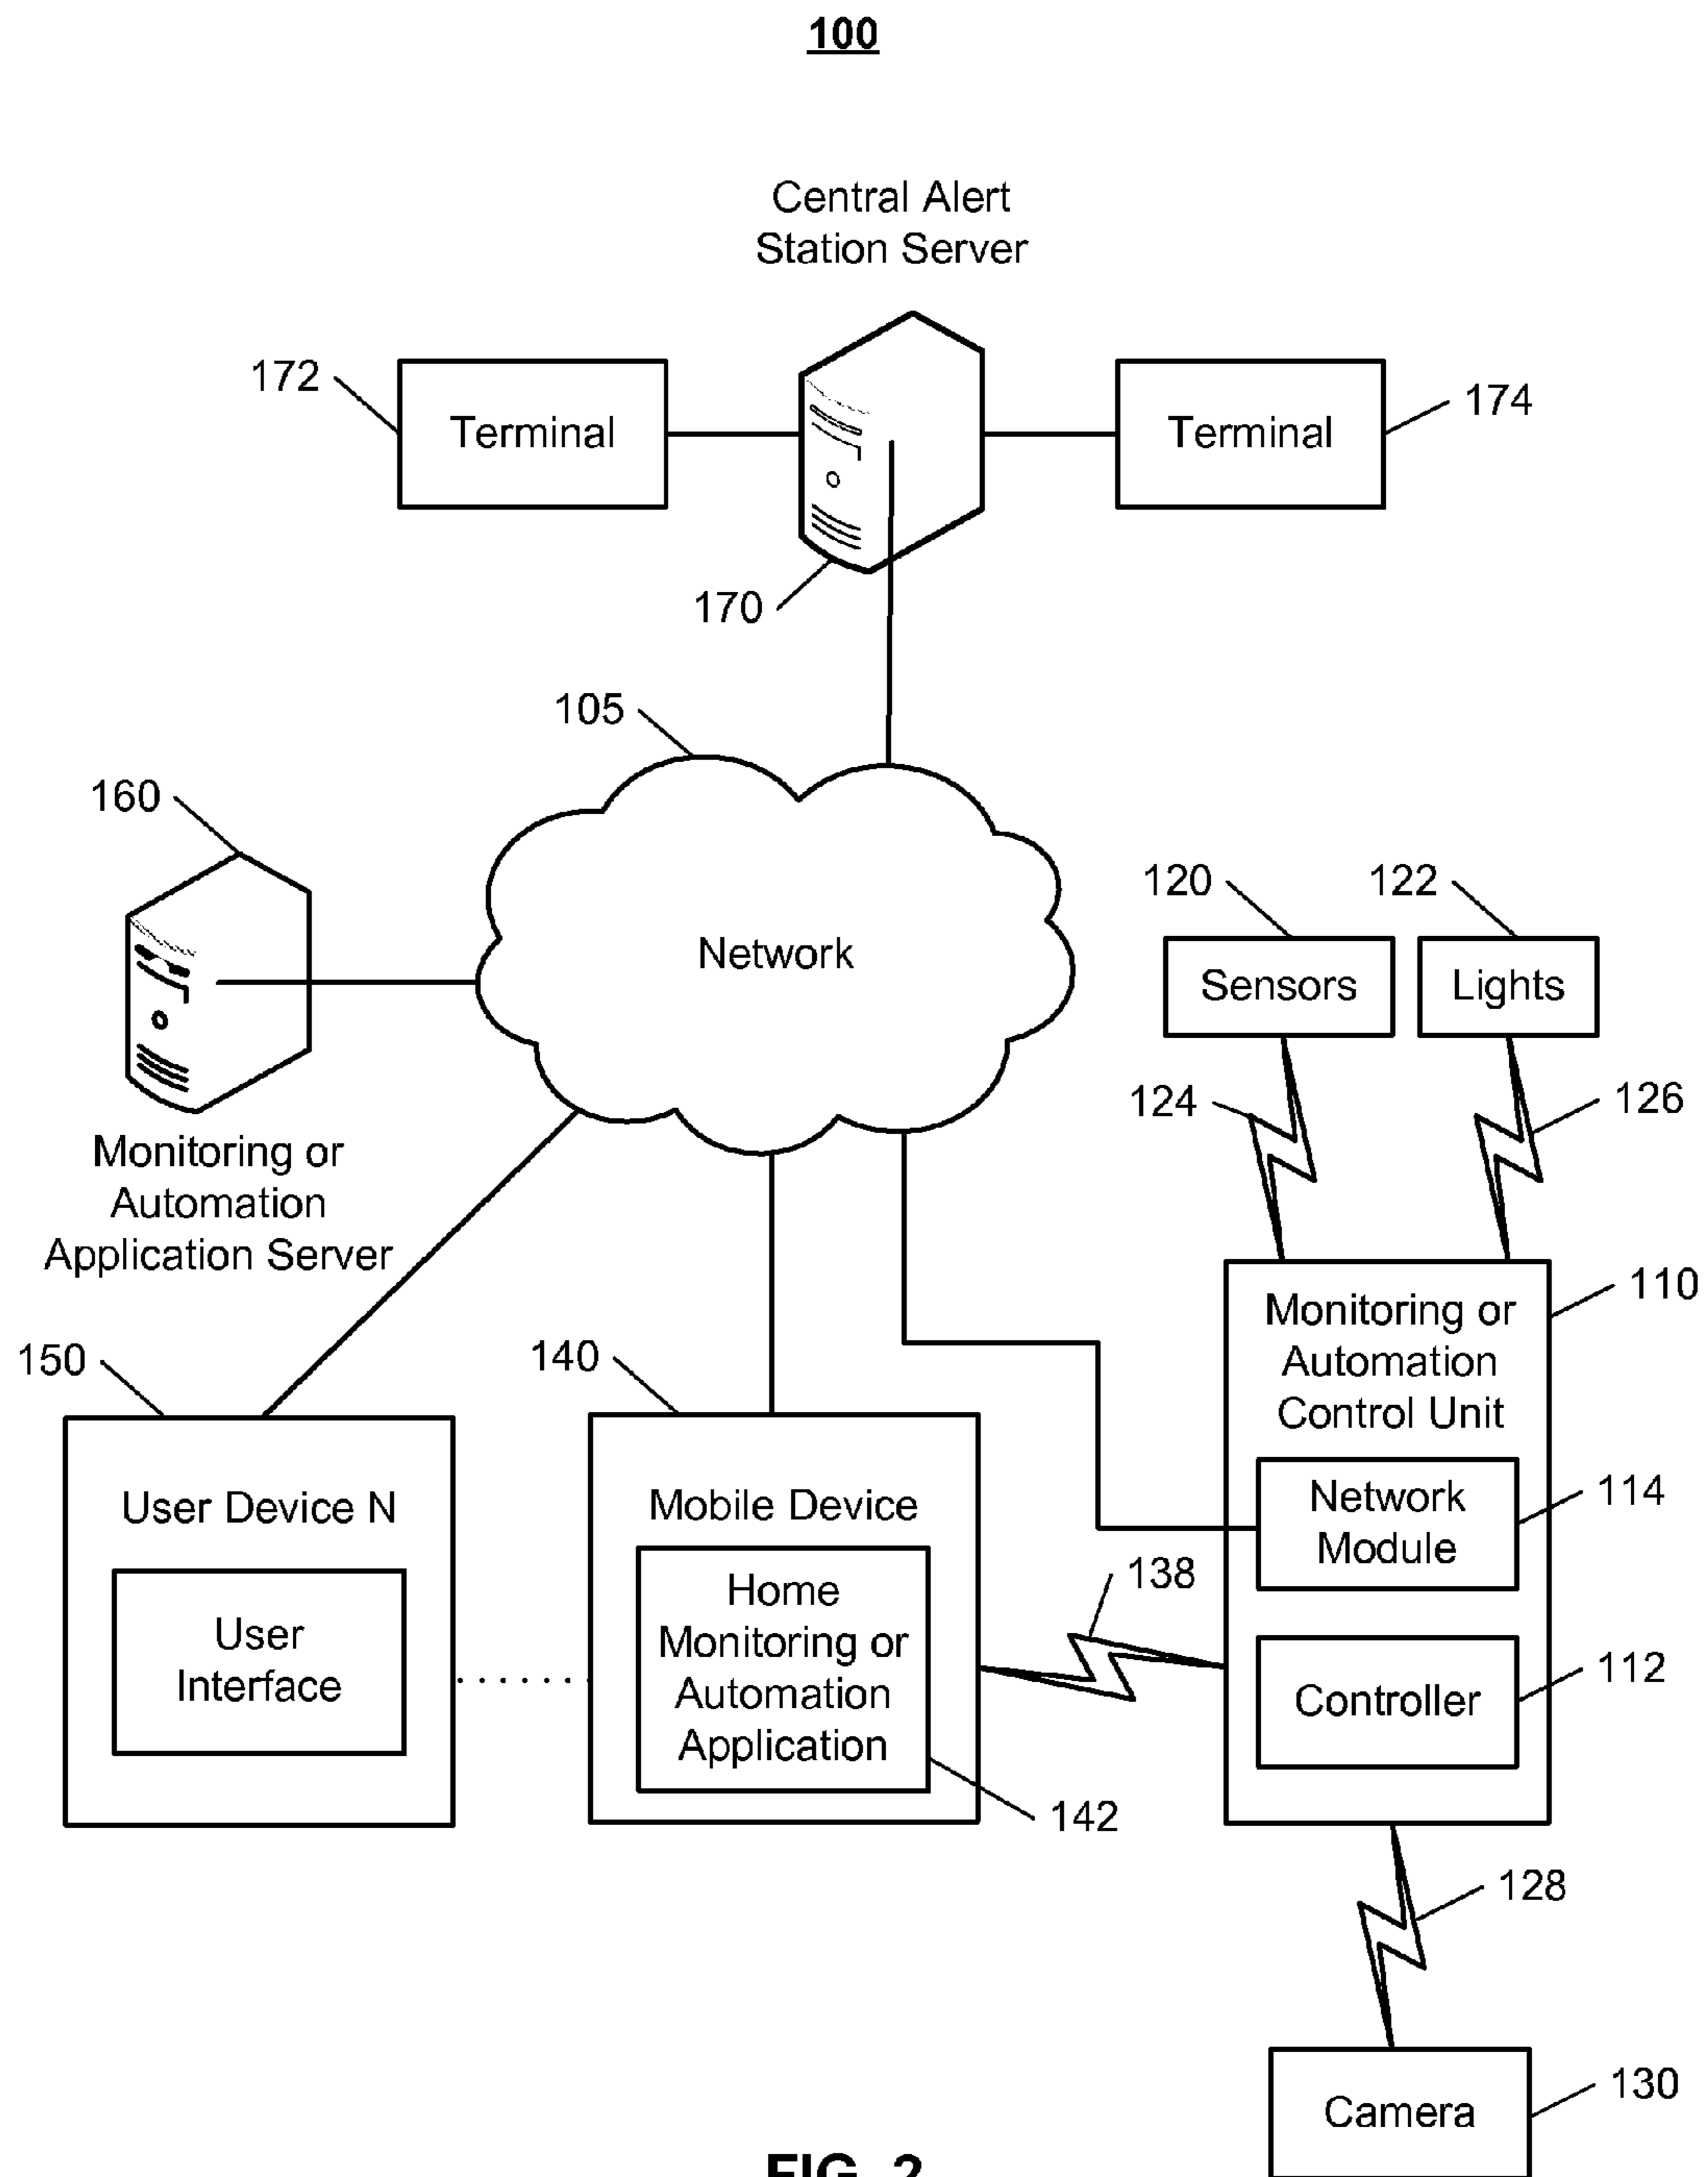 100
Central Alert
Station Server
172
Terminal
Terminal
174
170
105
160
Network
120
122
Sensors
Lights
124
126
Monitoring or
Automation
Application Server
110
Monitoring or
Automation
Control Unit
150
140
User Device N
Mobile Device
Network
Module
114
User
Interface
Home
Monitoring or
Automation
Application
138
Controller
112
142
128
Camera
130
FIG. 2